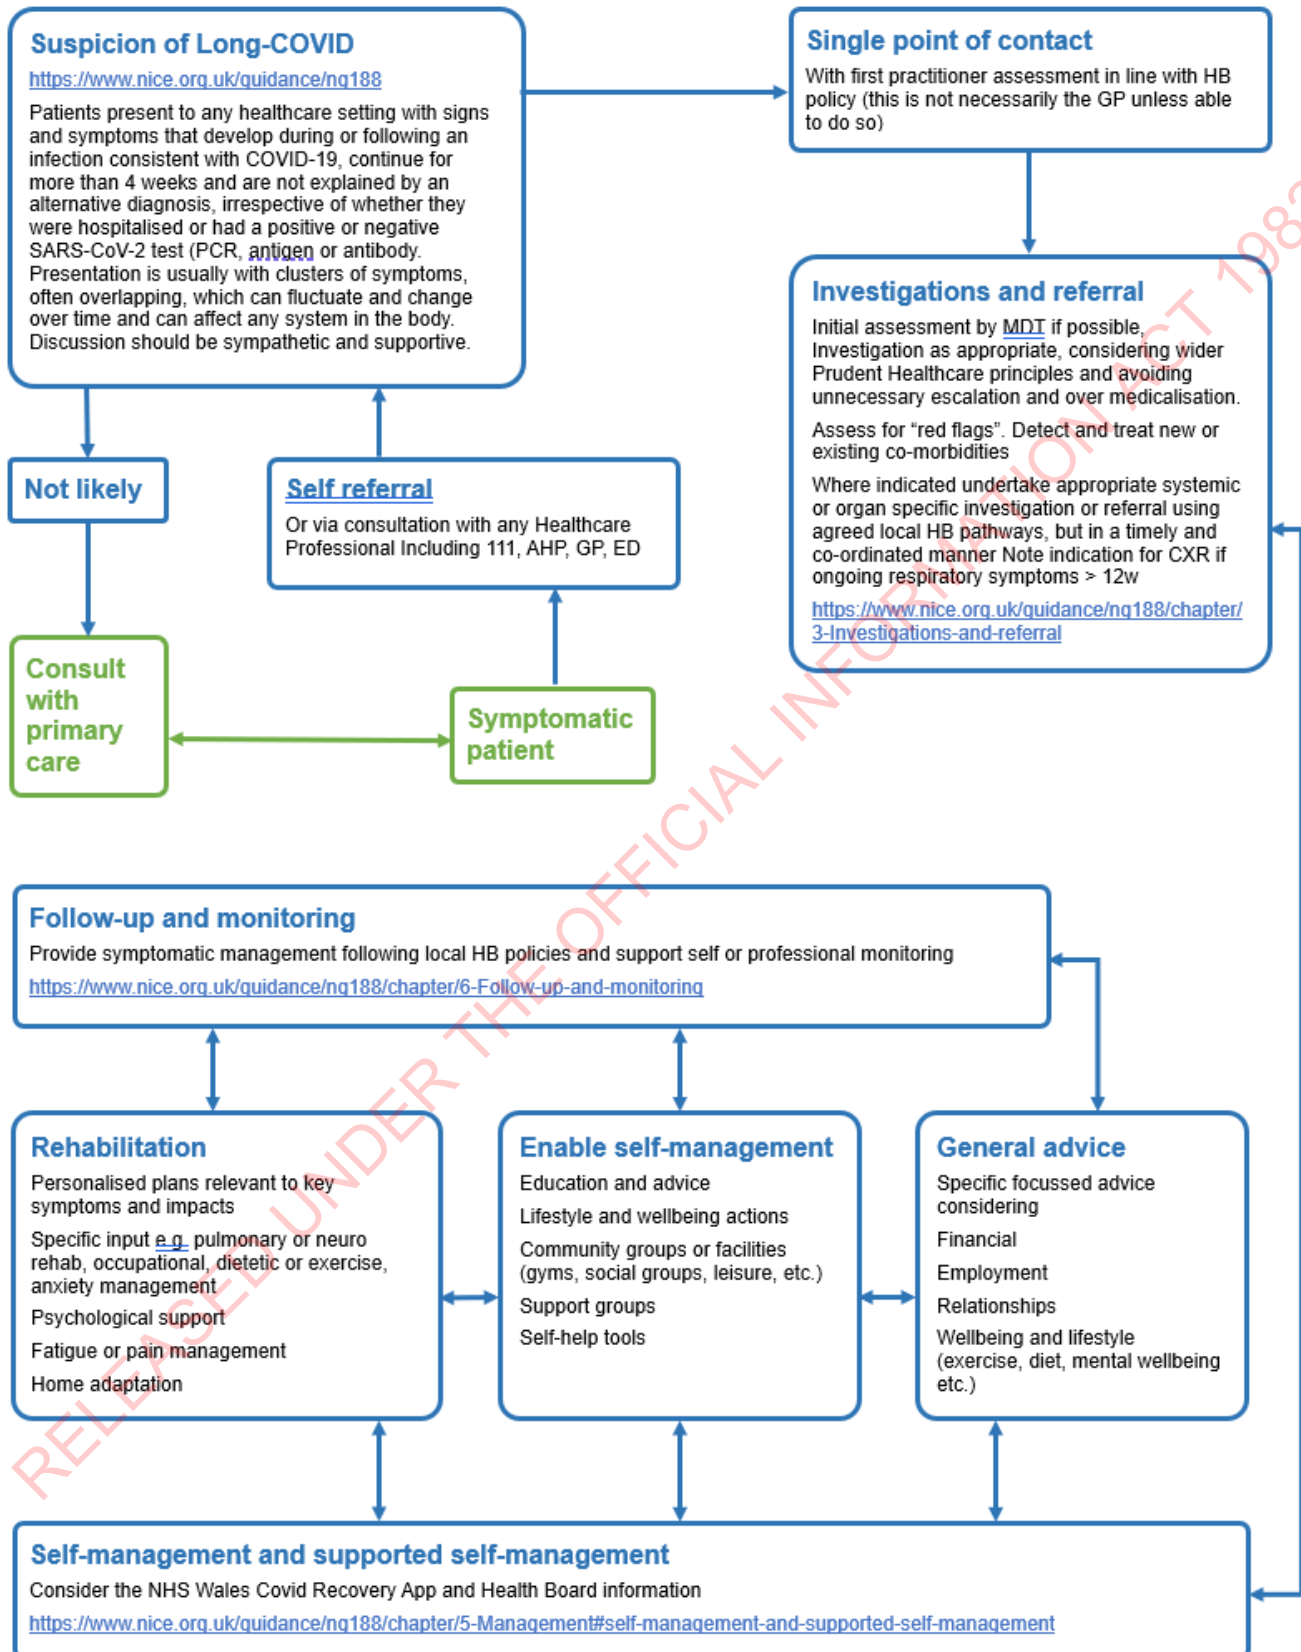 Suspicion of Long-COVID
https://www.nice.org.uk/guidance/ng188
Patients present to any healthcare setting with signs
and symptoms that develop during or following an
infection consistent with COVID-19, continue for
more than 4 weeks and are not explained by an
alternative diagnosis, irrespective of whether they
were hospitalised or had a positive or negative
SARS-CoV-2 test (PCR, antigen or antibody.
Presentation is usually with clusters of symptoms,
often overlapping, which can fluctuate and change
over time and can affect any system in the body.
Discussion should be sympathetic and supportive.
Single point of contact
With first practitioner assessment in line with HB
policy (this is not necessarily the GP unless able
to do so)
Investigations and referral
Initial assessment by MDT if possible,
Investigation as appropriate, considering wider
Prudent Healthcare principles and avoiding
unnecessary escalation and over medicalisation.
Assess for “red flags”. Detect and treat new or
existing co-morbidities
Where indicated undertake appropriate systemic
or organ specific investigation or referral using
agreed local HB pathways, but in a timely and
co-ordinated manner Note indication for CXR if
ongoing respiratory symptoms > 12w
https://www.nice.org.uk/guidance/ng188/chapter/
3-Investigations-and-referral
Not likely
Self referral
Or via consultation with any Healthcare
Professional Including 111, AHP, GP, ED
Consult
with
primary
care
Symptomatic
patient
Follow-up and monitoring
Provide symptomatic management following local HB policies and support self or professional monitoring
https://www.nice.org.uk/guidance/ng188/chapter/6-Follow-up-and-monitoring
Rehabilitation
Personalised plans relevant to key
symptoms and impacts
Specific input e.g. pulmonary or neuro
rehab, occupational, dietetic or exercise,
anxiety management
Psychological support
Fatigue or pain management
Home adaptation
Enable self-management
Education and advice
Lifestyle and wellbeing actions
Community groups or facilities
(gyms, social groups, leisure, etc.)
Support groups
Self-help tools
General advice
Specific focussed advice
considering
Financial
Employment
Relationships
Wellbeing and lifestyle
(exercise, diet, mental wellbeing
etc.)
Self-management and supported self-management
Consider the NHS Wales Covid Recovery App and Health Board information
https://www.nice.org.uk/guidance/ng188/chapter/5-Management#self-management-and-supported-self-management
RELEASED UNDER THE OFFICIAL INFORMATION ACT 1982